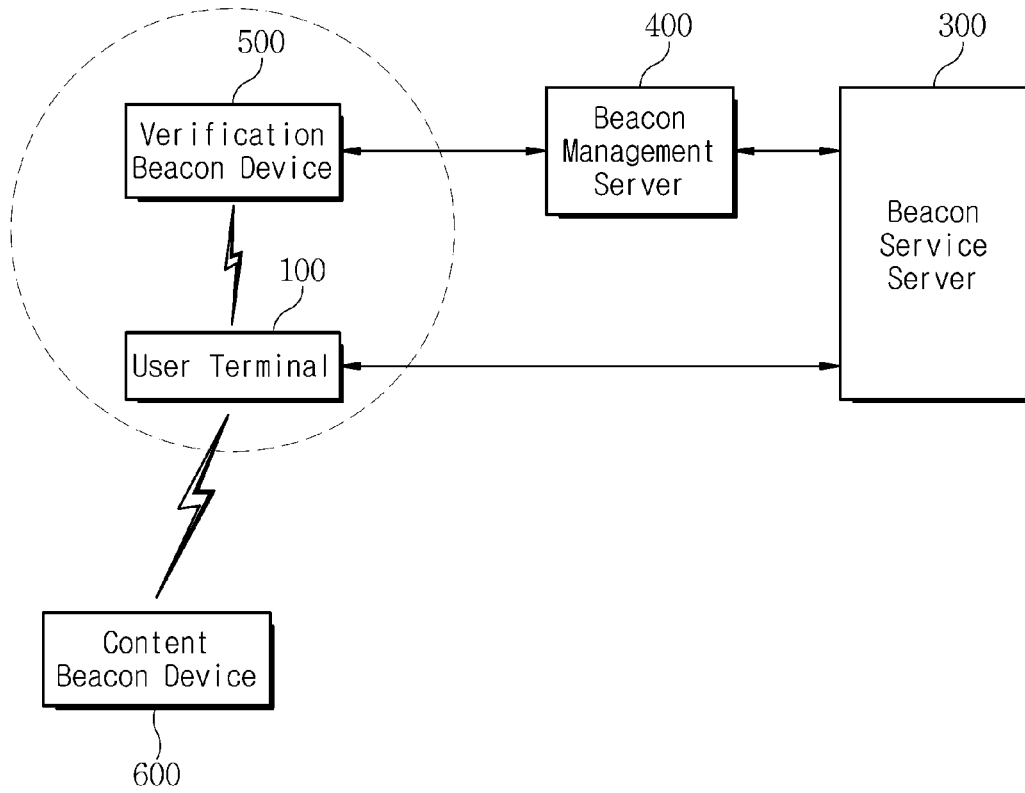 500
400
300
Verification
Beacon Device
Beacon
Management
Server
Beacon
Service
Server
100
User Terminal
Content
Beacon Device
600